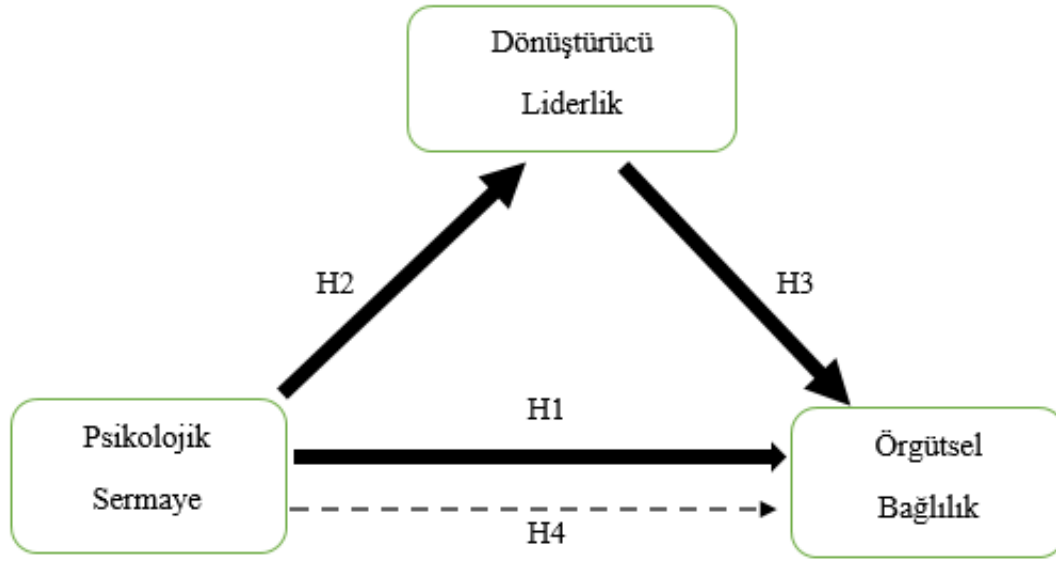 Dönüştürücü
Liderlik
H2
H3
H1
Psikolojik
Sermaye
Örgütsel
Bağlılık
H4